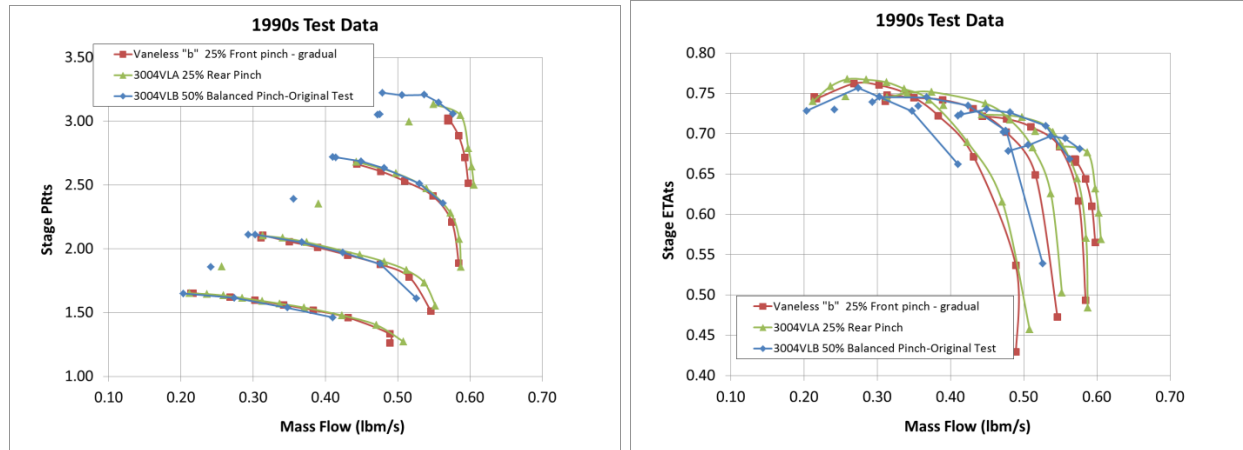 1990s Test Data
Vaneless "b" 25% Front pinch - gradual
3004VLA 25% Rear Pinch
3004VLB 50% Balanced Pinch-Original Test
Stage PRts
3.50
3.00
2.50
2.00
1.50
1.00
0.10 0.20 0.30 0.40 0.50 0.60 0.70
Mass Flow (lbm/s)
1990s Test Data
Stage ETAts
0.80
0.75
0.70
0.65
0.60
0.55
0.50
0.45
0.40
Vaneless "b" 25% Front pinch - gradual
3004VLA 25% Rear Pinch
3004VLB 50% Balanced Pinch-Original Test
0.10 0.20 0.30 0.40 0.50 0.60 0.70
Mass Flow (lbm/s)